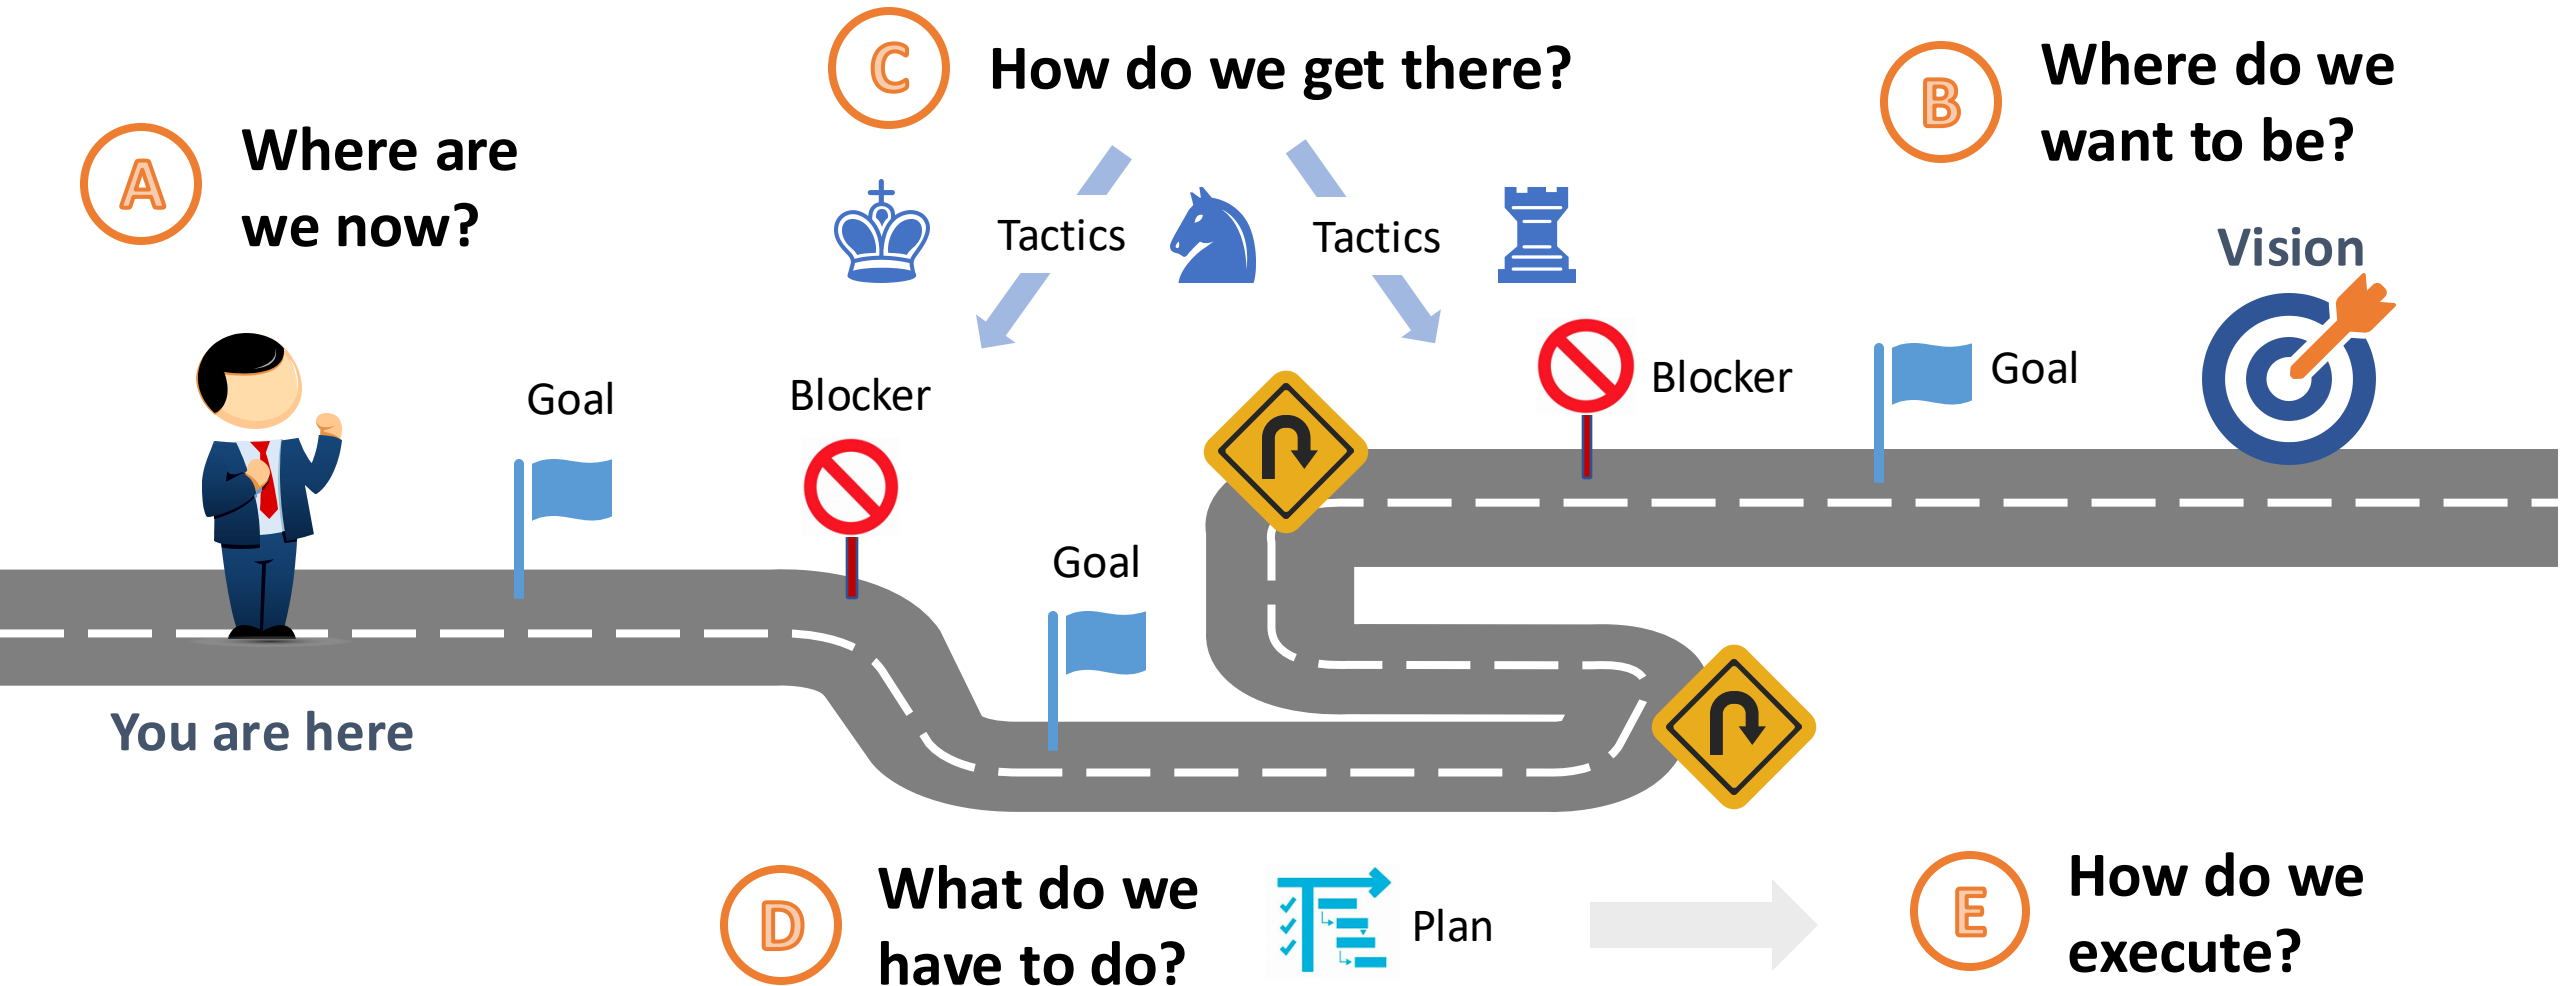 A
Where are
we now?
C
How do we get there?
B
Where do we
want to be?
Tactics
Tactics
Vision
Goal
Blocker
Blocker
Goal
Goal
You are here
D
What do we
have to do?
Plan
E
How do we
execute?